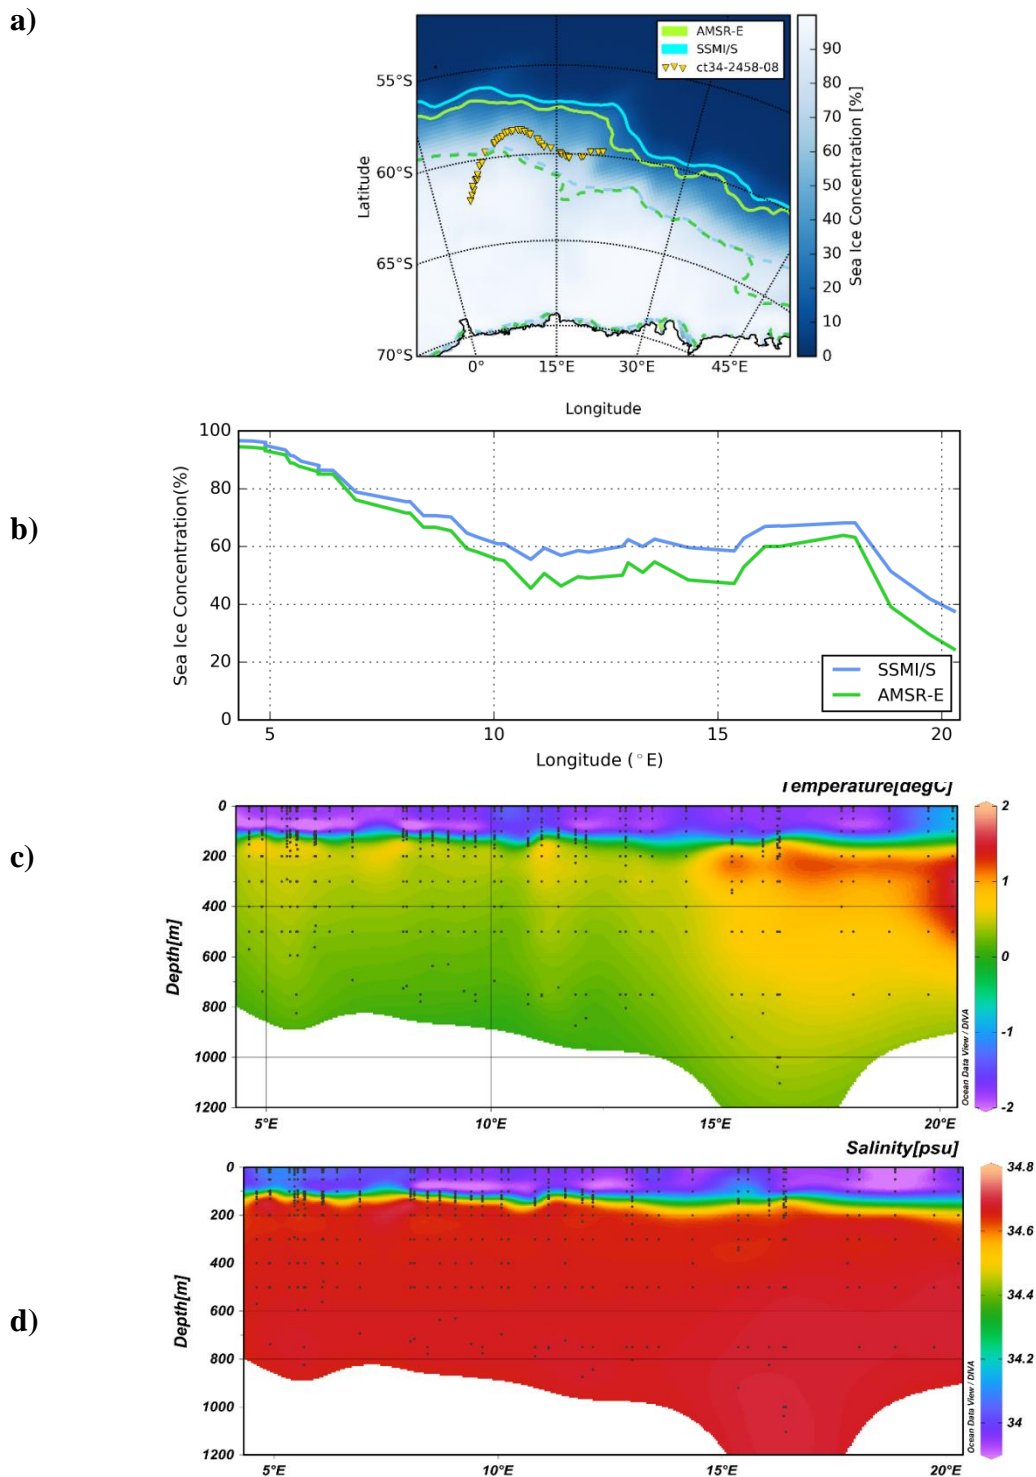 a)
AMSR-E
SSMI/S
ct34-2458-08
55°S
60°S
65°S
70°S
Latitude
0°
15°E
30°E
45°E
Longitude
90
80
70
60
50
40
30
20
10
0
Sea Ice Concentration [%]
b)
100
80
60
40
20
0
Sea Ice Concentration(%)
5
10
15
20
Longitude (°E)
SSMI/S
AMSR-E
c)
Temperature[degC]
0
200
400
600
800
1000
1200
Depth[m]
5°E
10°E
15°E
20°E
2
1
0
-1
-2
Ocean Data View / DIVA
d)
Salinity[psu]
0
200
400
600
800
1000
1200
Depth[m]
5°E
10°E
15°E
20°E
34.8
34.6
34.4
34.2
34
Ocean Data View / DIVA